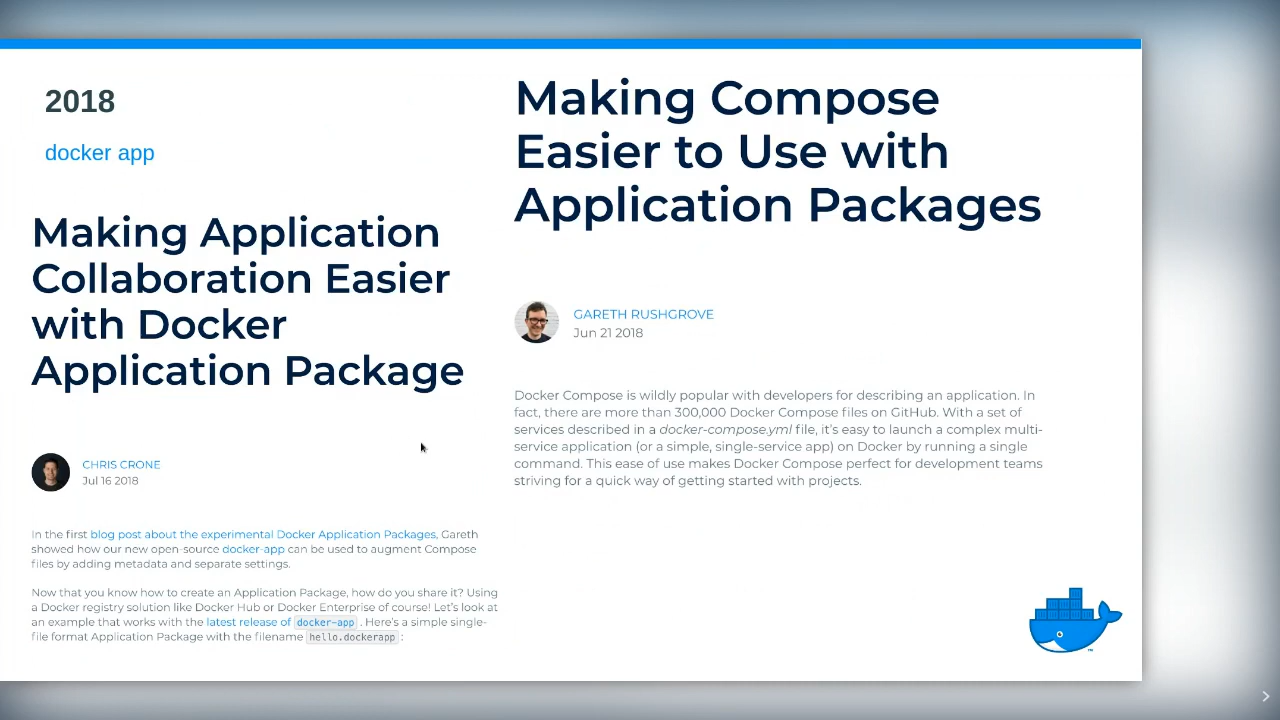 2018
docker app
Making Application
Collaboration Easier
with Docker
Application Package
CHRIS CRONE
Jul 16 2018
In the first blog post about the experimental Docker Application Packages, Gareth
showed how our new open-source docker-app can be used to augment Compose
files by adding metadata and separate settings.
Now that you know how to create an Application Package, how do you share it? Using
a Docker registry solution like Docker Hub or Docker Enterprise of course! Let's look at
an example that works with the latest release of docker-app . Here's a simple single-
file format Application Package with the filename hello.dockerapp :
Making Compose
Easier to Use with
Application Packages
GARETH RUSHGROVE
Jun 21 2018
Docker Compose is wildly popular with developers for describing an application. In
fact, there are more than 300,000 Docker Compose files on GitHub. With a set of
services described in a docker-compose.yml file, it's easy to launch a complex multi-
service application (or a simple, single-service app) on Docker by running a single
command. This ease of use makes Docker Compose perfect for development teams
striving for a quick way of getting started with projects.